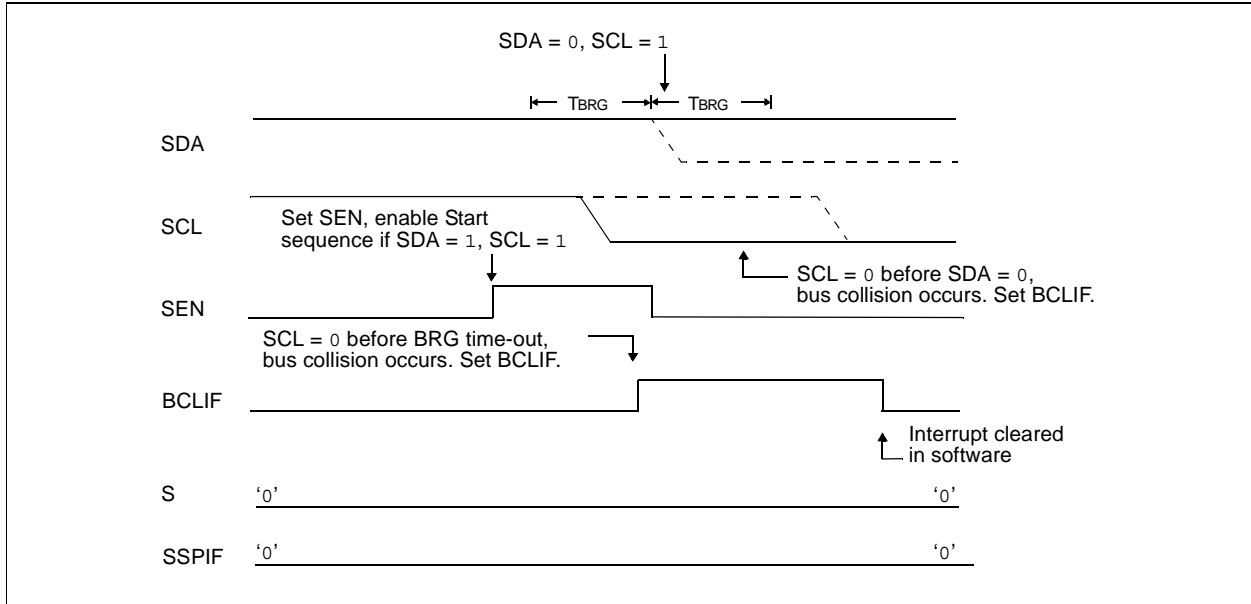 SDA = 0, SCL = 1
TBRG TBRG
SDA
SCL
Set SEN, enable Start
sequence if SDA = 1, SCL = 1
SCL = 0 before SDA = 0,
bus collision occurs. Set BCLIF.
SEN
SCL = 0 before BRG time-out,
bus collision occurs. Set BCLIF.
BCLIF
Interrupt cleared
in software
S
‘0’ ‘0’
SSPIF
‘0’ ‘0’